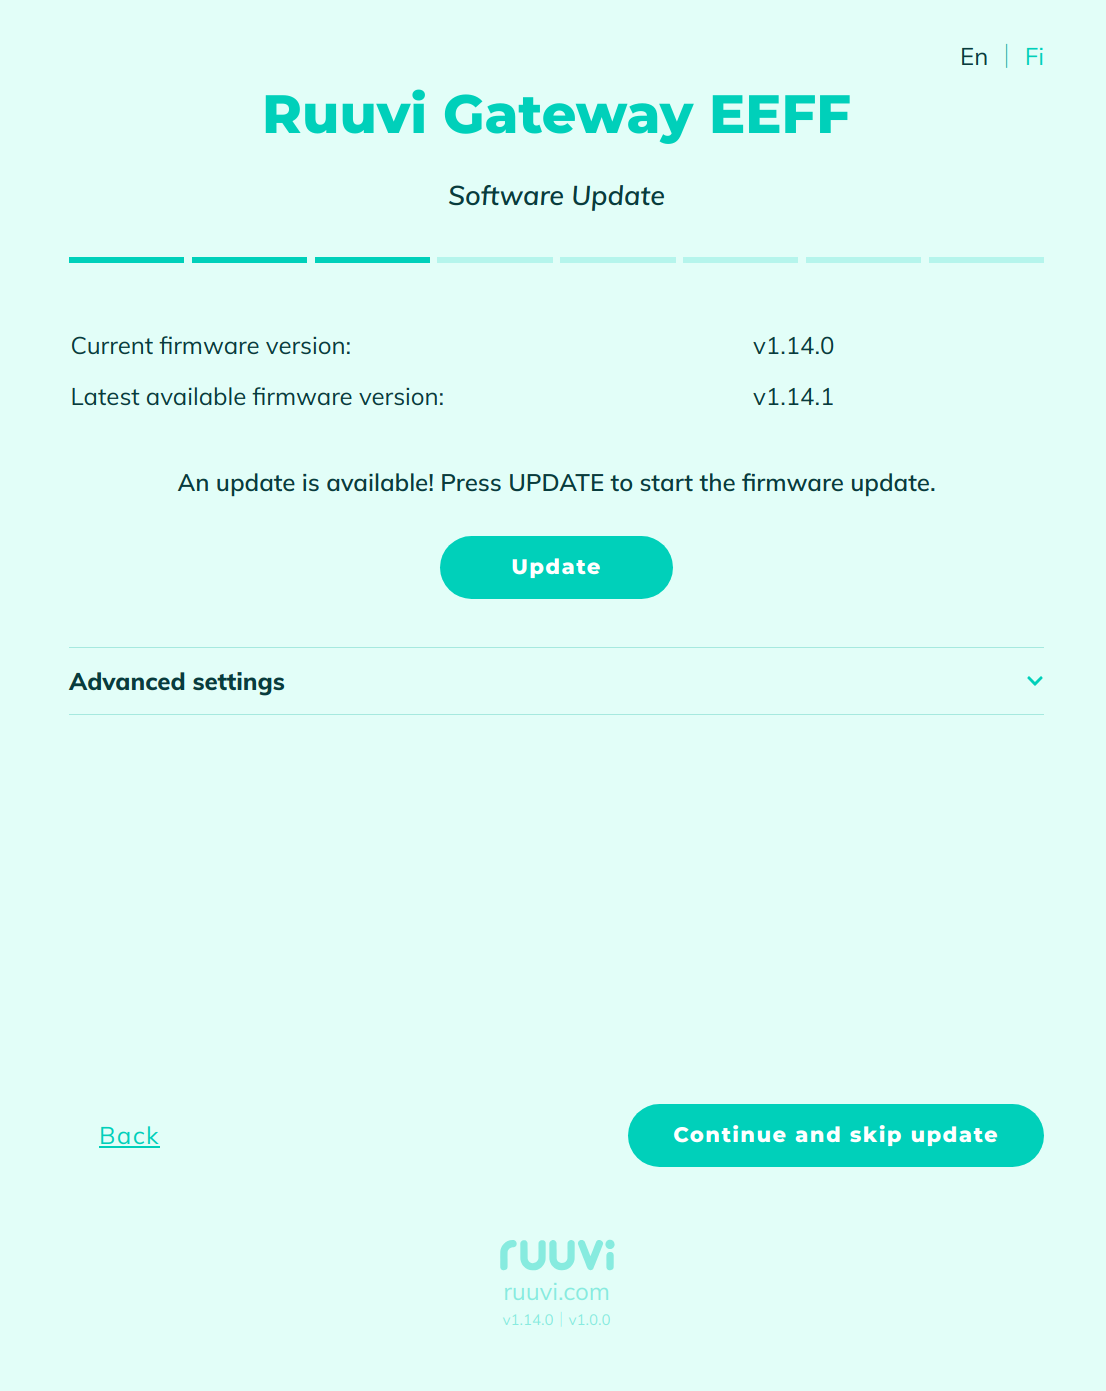 En | Fi
Ruuvi Gateway EEFF
Software Update
Current firmware version: v1.14.0
Latest available firmware version: v1.14.1
An update is available! Press UPDATE to start the firmware update.
Update
Advanced settings
Back
Continue and skip update
ruuvi
ruuvi.com
v1.14.0 | v1.0.0